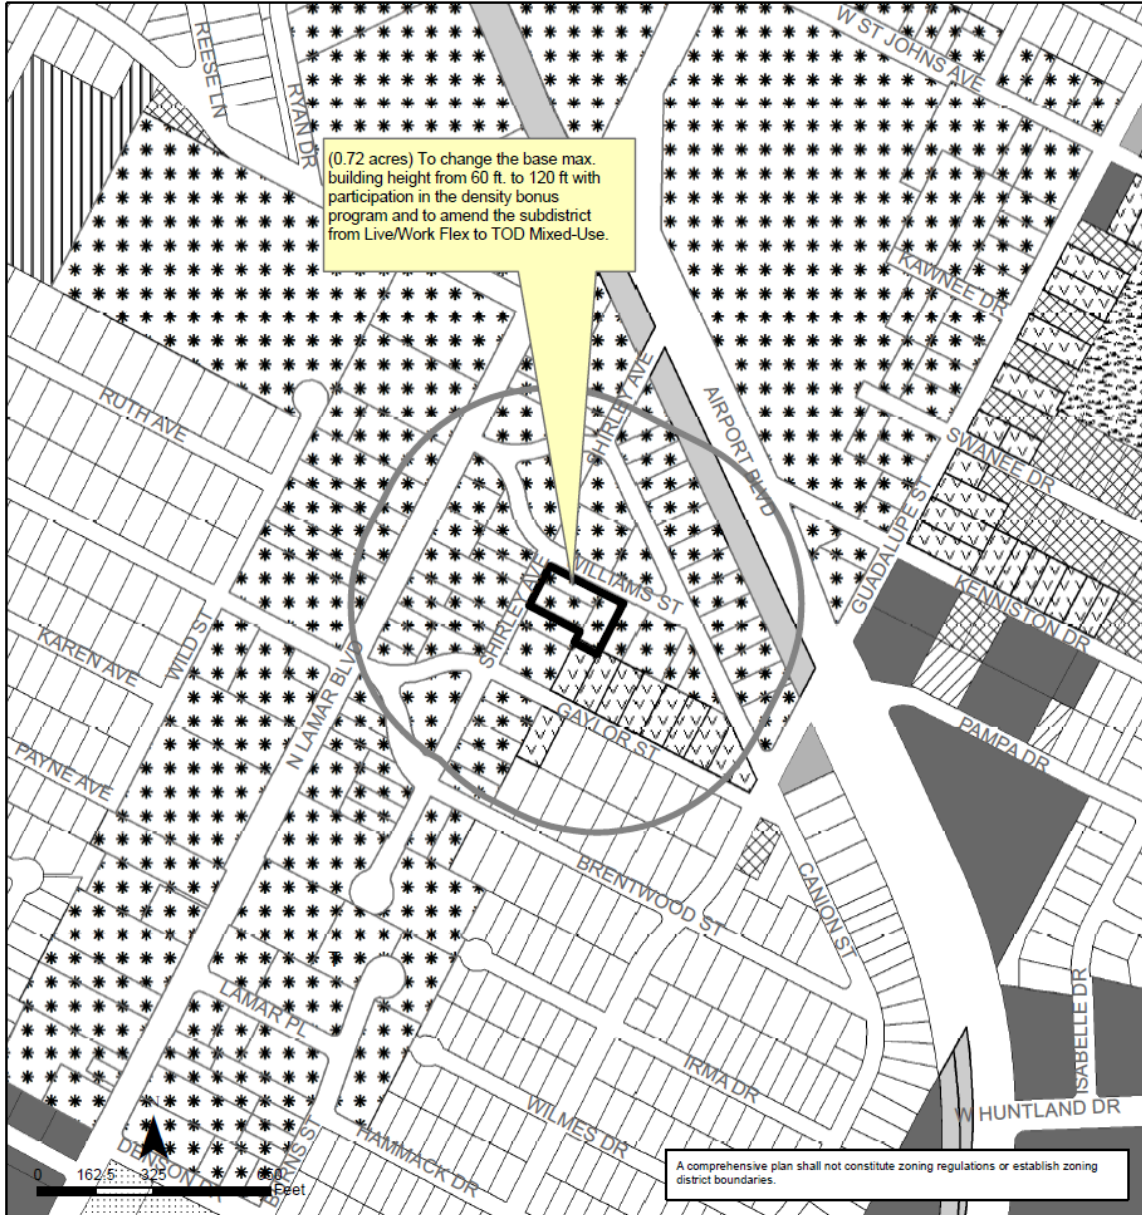 W ST JOHNS AVE
REESE LN
RYAN DR
(0.72 acres) To change the base max.
building height from 60 ft. to 120 ft with
participation in the density bonus
program and to amend the subdistrict
from Live/Work Flex to TOD Mixed-Use.
KAWNEE DR
SHIRLEY AVE
AIRPORT BLVD
RUTH AVE
SWANEE DR
GUADALUPE ST
WILLIAMS ST
KENNISTON DR
SHIRLEY AVE
KAREN AVE
WILD ST
N LAMAR BLVD
GAYLOR ST
PAMPA DR
PAYNE AVE
BRENTWOOD ST
CANION ST
LAMAR PL
ISABELLE DR
IRMA DR
W HUNTLAND DR
WILMES DR
N
DENSON DR
BURNS ST
HAMMACK DR
0 162.5 325 650
Feet
A comprehensive plan shall not constitute zoning regulations or establish zoning
district boundaries.